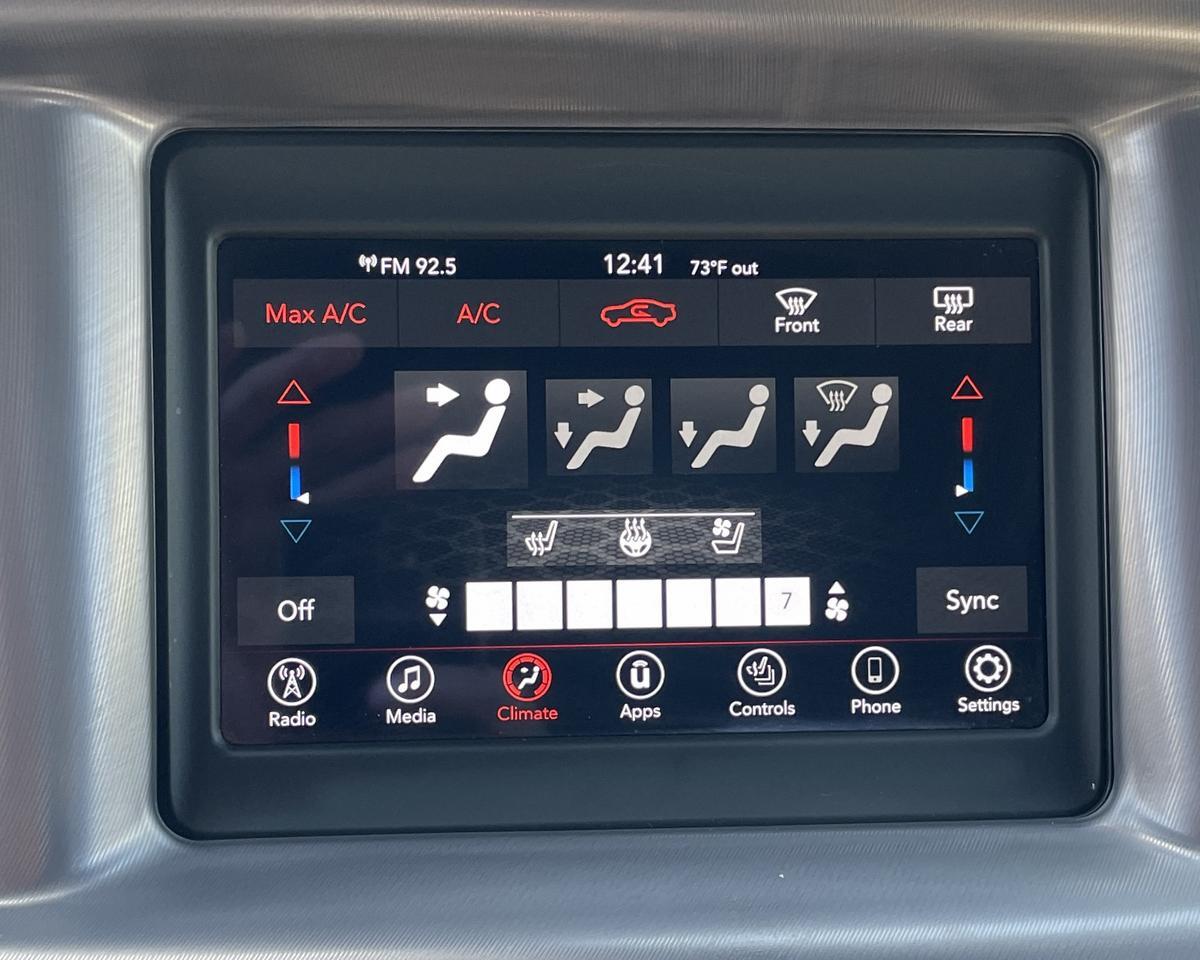 FM 92.5 12:41 73°F out
Max A/C A/C Front Rear
7
Off Sync
Radio Media Climate Apps Controls Phone Settings